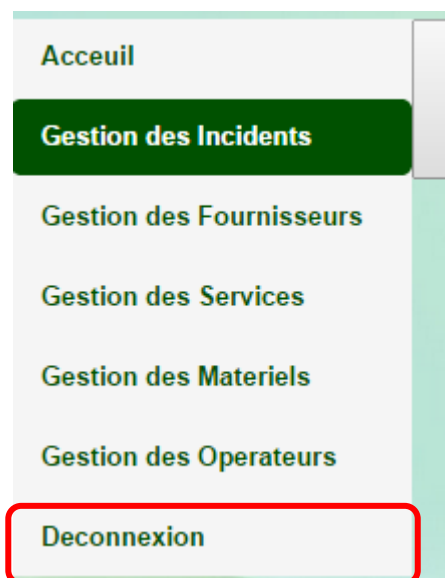 Acceuil
Gestion des Incidents
Gestion des Fournisseurs
Gestion des Services
Gestion des Materiels
Gestion des Operateurs
Deconnexion